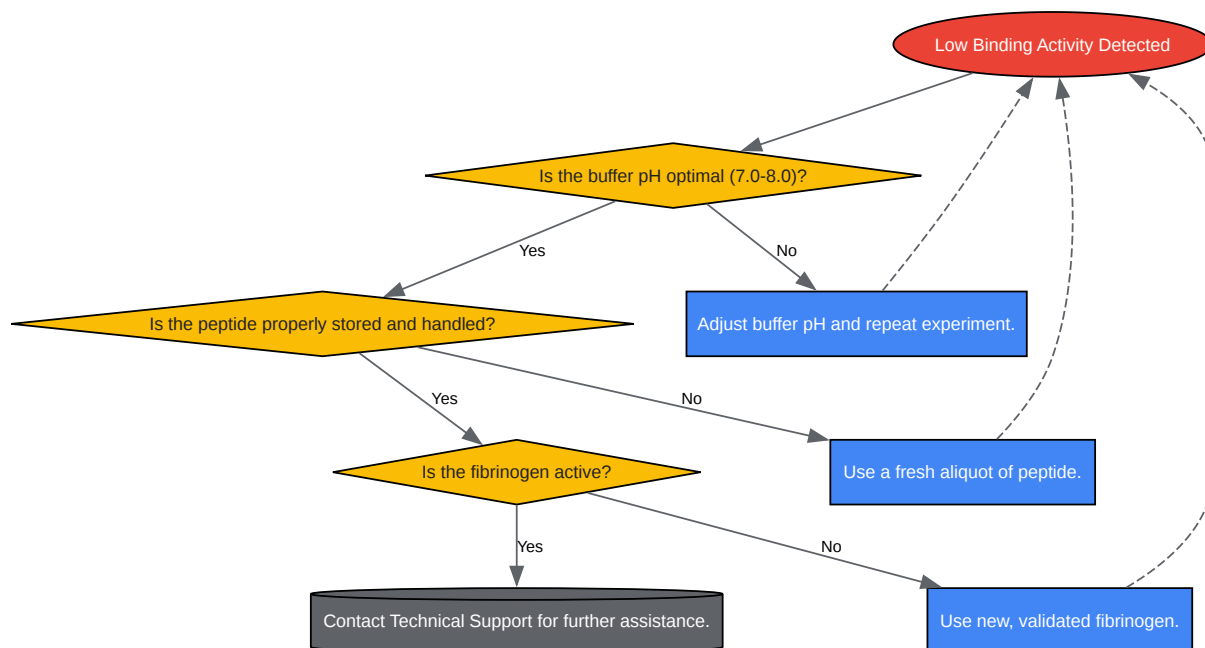 Low Binding Activity Detected
Is the buffer pH optimal (7.0-8.0)?
Yes
No
Is the peptide properly stored and handled?
Adjust buffer pH and repeat experiment.
Yes
No
Is the fibrinogen active?
Use a fresh aliquot of peptide.
Yes
No
Contact Technical Support for further assistance.
Use new, validated fibrinogen.